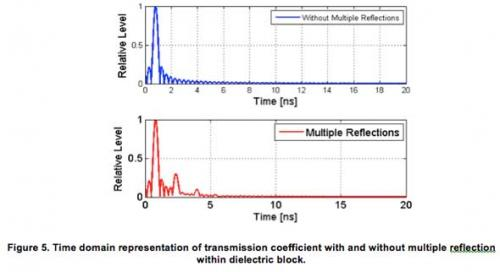 1
0.5
0
Relative Level
Without Multiple Reflections
0 2 4 6 8 10 12 14 16 18 20
Time [ns]
1
0.5
0
Relative Level
Multiple Reflections
0 5 10 15 20
Time [ns]
Figure 5. Time domain representation of transmission coefficient with and without multiple reflection
within dielectric block.